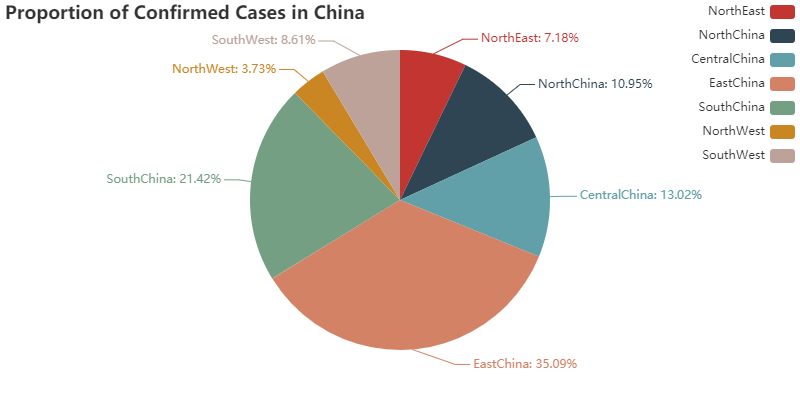 Proportion of Confirmed Cases in China
NorthEast
NorthChina
CentralChina
EastChina
SouthChina
NorthWest
SouthWest
SouthWest: 8.61%
NorthEast: 7.18%
NorthWest: 3.73%
NorthChina: 10.95%
SouthChina: 21.42%
CentralChina: 13.02%
EastChina: 35.09%